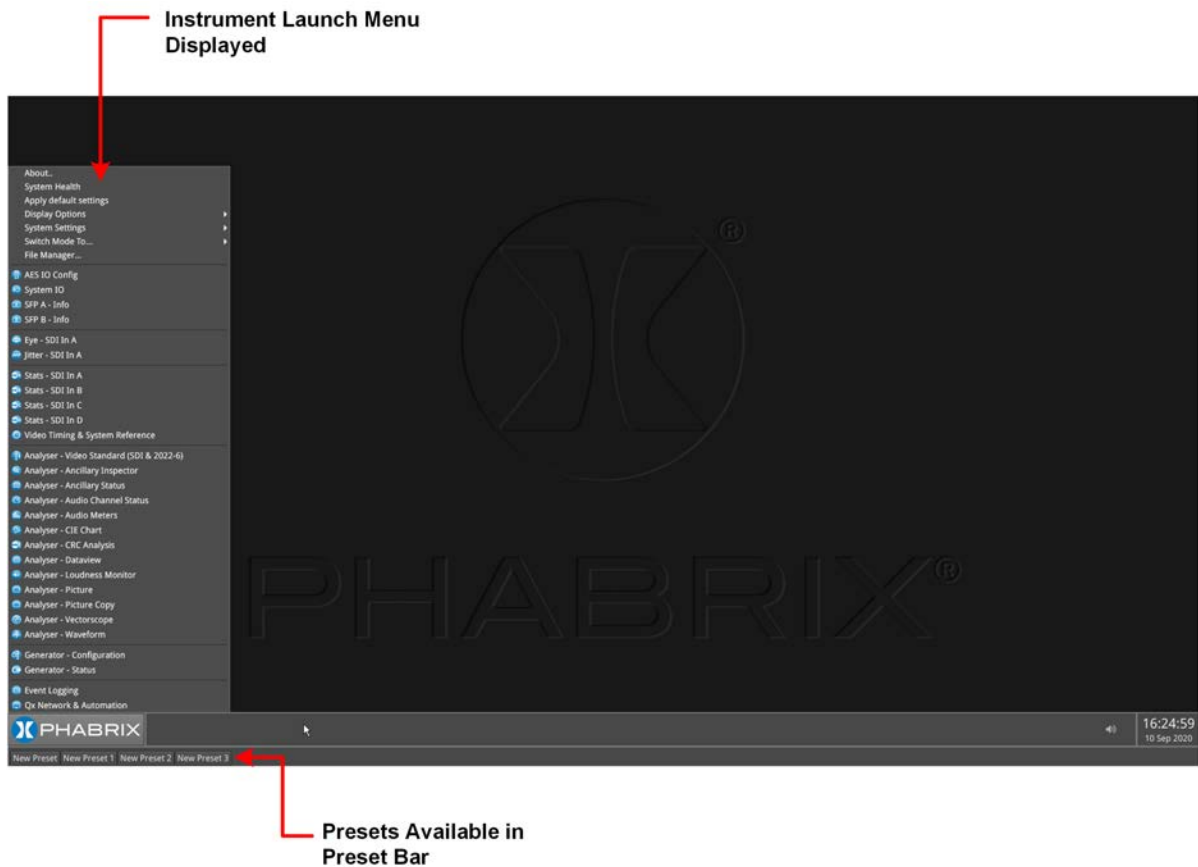 Instrument Launch Menu
Displayed
About..
System Health
Apply default settings
Display Options
System Settings
Switch Mode To...
File Manager...
AES IO Config
System IO
SFP A - Info
SFP B - Info
Eye - SDI In A
Jitter - SDI In A
Stats - SDI In A
Stats - SDI In B
Stats - SDI In C
Stats - SDI In D
Video Timing & System Reference
Analyser - Video Standard (SDI & 2022-6)
Analyser - Ancillary Inspector
Analyser - Ancillary Status
Analyser - Audio Channel Status
Analyser - Audio Meters
Analyser - CIE Chart
Analyser - CRC Analysis
Analyser - Dataview
Analyser - Loudness Monitor
Analyser - Picture
Analyser - Picture Copy
Analyser - Vectorscope
Analyser - Waveform
Generator - Configuration
Generator - Status
Event Logging
Qx Network & Automation
®
PHABRIX®
PHABRIX
16:24:59
10 Sep 2020
New Preset New Preset 1 New Preset 2 New Preset 3
Presets Available in
Preset Bar